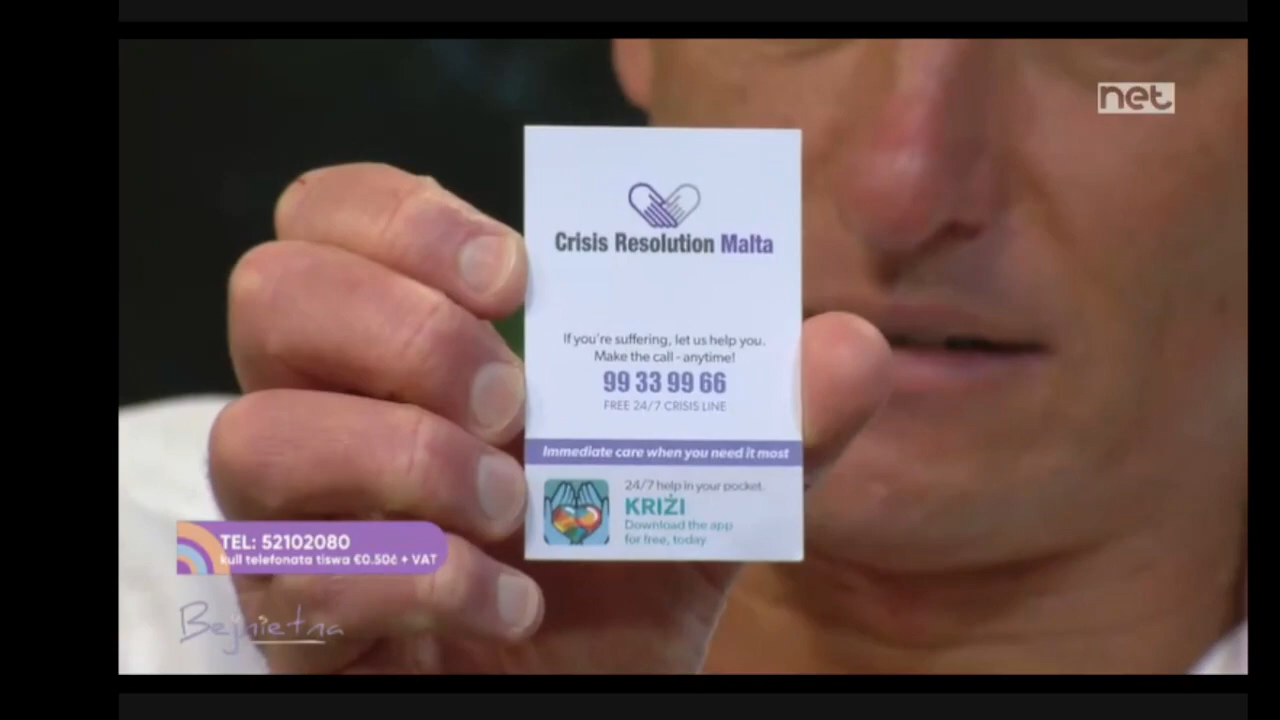 net
Crisis Resolution Malta
If you're suffering, let us help you.
Make the call - anytime!
99 33 99 66
FREE 24/7 CRISIS LINE
Immediate care when you need it most
24/7 help in your pocket.
KRIŻI
Download the app
for free, today
TEL: 52102080
kull telefonata tiswa €0.50ċ + VAT
Bejnietna